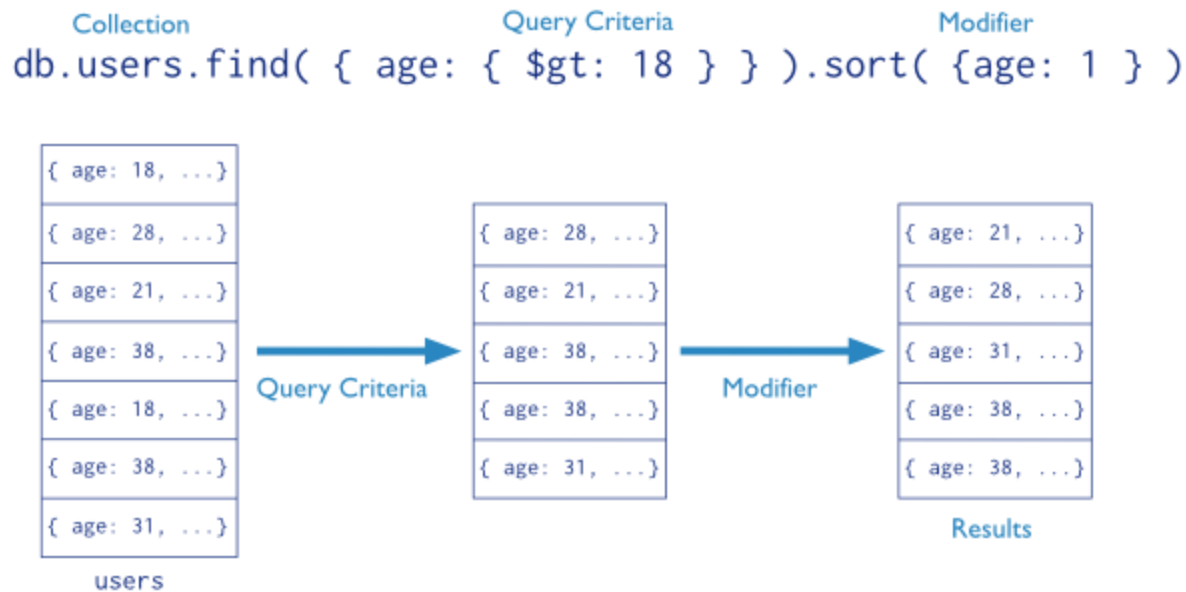 Collection Query Criteria Modifier
db.users.find( { age: { $gt: 18 } } ).sort( {age: 1 } )
{ age: 18, ...}
{ age: 28, ...}
{ age: 21, ...}
{ age: 38, ...}
{ age: 18, ...}
{ age: 38, ...}
{ age: 31, ...}
users
Query Criteria
{ age: 28, ...}
{ age: 21, ...}
{ age: 38, ...}
{ age: 38, ...}
{ age: 31, ...}
Modifier
{ age: 21, ...}
{ age: 28, ...}
{ age: 31, ...}
{ age: 38, ...}
{ age: 38, ...}
Results